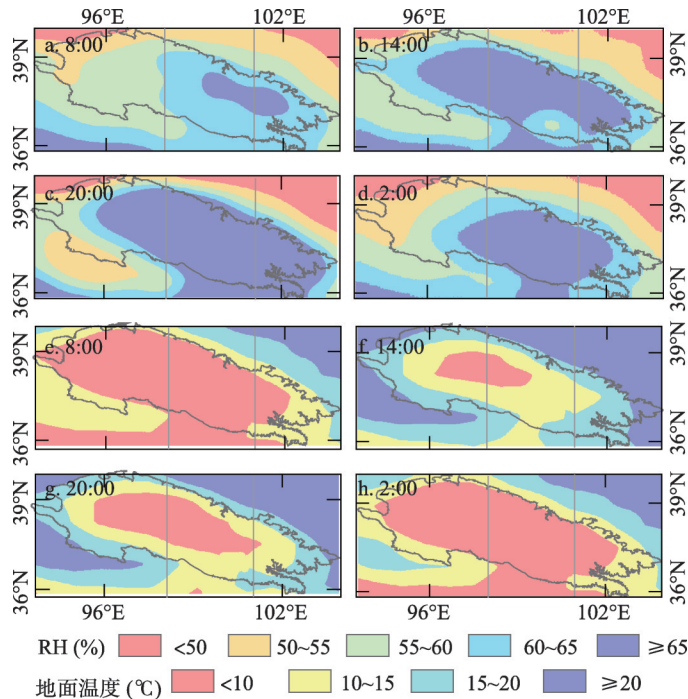 96°E 102°E 96°E 102°E
a. 8:00 b. 14:00
39°N 39°N
36°N 36°N
c. 20:00 d. 2:00
39°N 39°N
36°N 36°N
e. 8:00 f. 14:00
39°N 39°N
36°N 36°N
g. 20:00 h. 2:00
39°N 39°N
36°N 36°N
96°E 102°E 96°E 102°E
RH (%) <50 50~55 55~60 60~65 ≥65
地面温度 (℃) <10 10~15 15~20 ≥20